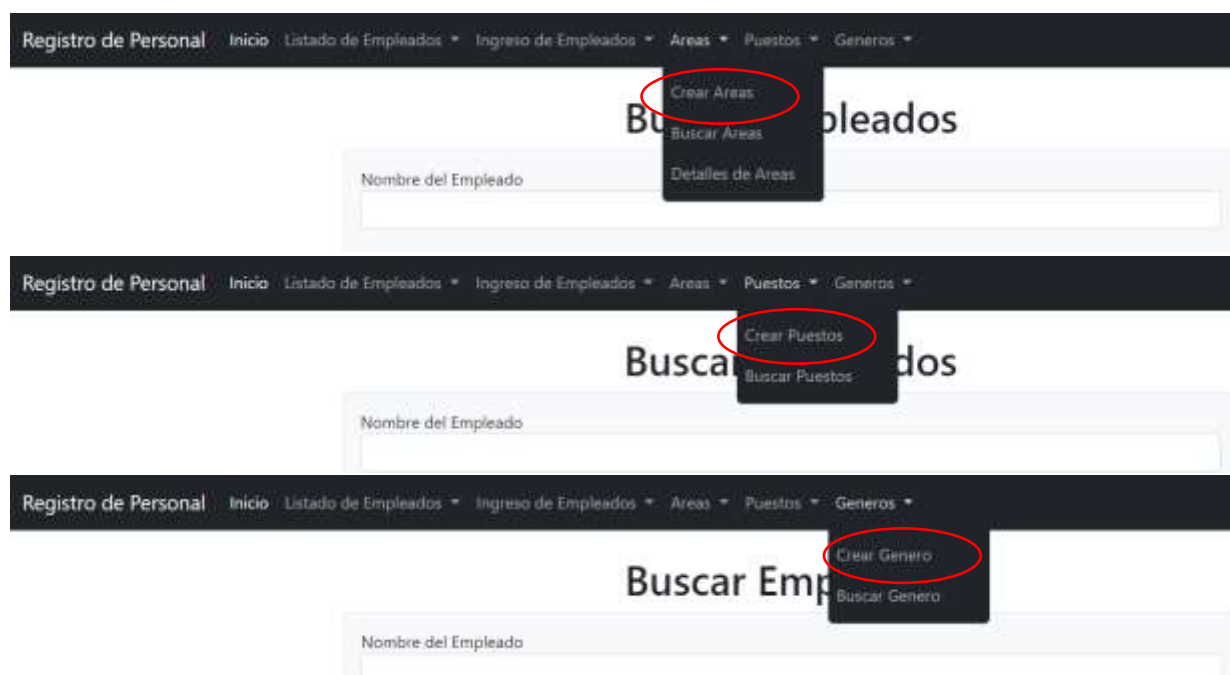 Registro de Personal Inicio Listado de Empleados Ingreso de Empleados Areas Puestos Generos
Crear Areas
Bu pleados
Buscar Areas
Nombre del Empleado
Detalles de Areas
Registro de Personal Inicio Listado de Empleados Ingreso de Empleados Areas Puestos Generos
Crear Puestos
Busca dos
Buscar Puestos
Nombre del Empleado
Registro de Personal Inicio Listado de Empleados Ingreso de Empleados Areas Puestos Generos
Crear Genero
Buscar Emp
Buscar Genero
Nombre del Empleado